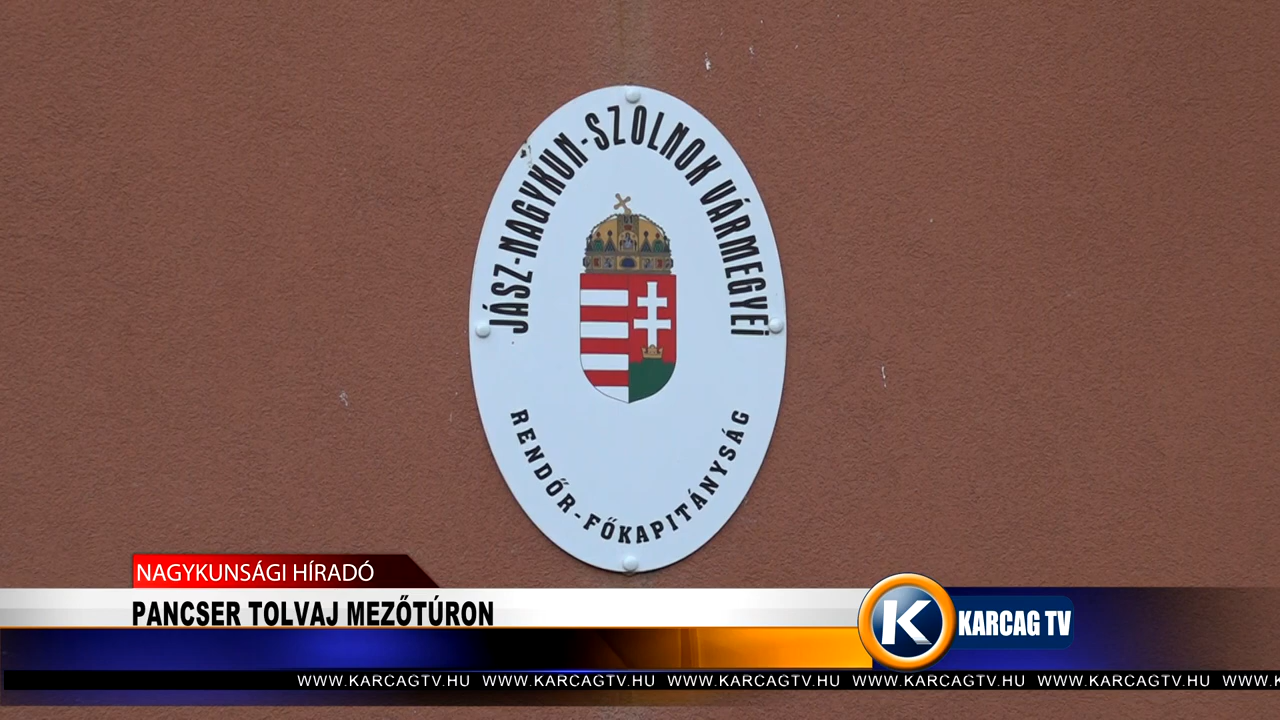 JÁSZ-NAGYKUN-SZOLNOK VÁRMEGYEI
RENDŐR-FŐKAPITÁNYSÁG
NAGYKUNSÁGI HÍRADÓ
PANCSER TOLVAJ MEZŐTÚRON
K KARCAG TV
WWW.KARCAGTV.HU WWW.KARCAGTV.HU WWW.KARCAGTV.HU WWW.KARCAGTV.HU WWW.KARCAGTV.HU WWW.K